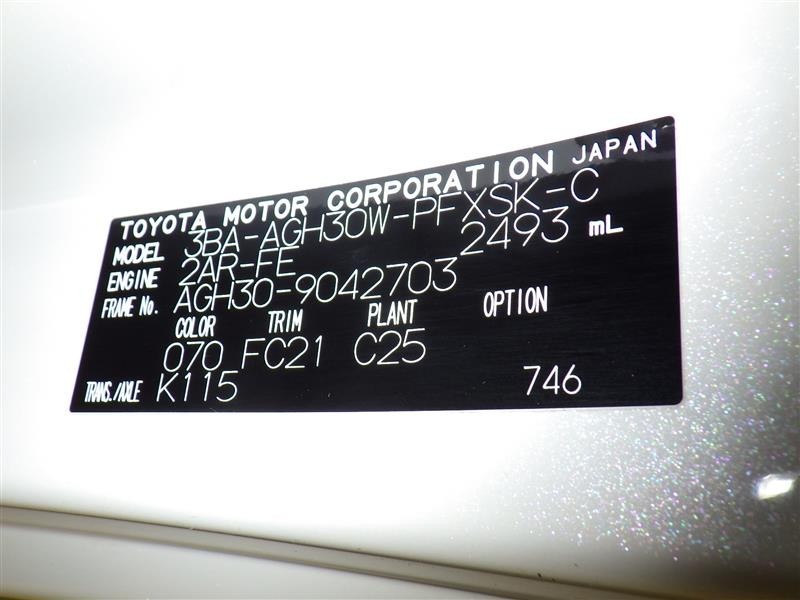 TOYOTA MOTOR CORPORATION JAPAN
MODEL 3BA-AGH30W-PFXSK-C
ENGINE 2AR-FE 2493 mL
FRAME No. AGH30-9042703
COLOR TRIM PLANT OPTION
070 FC21 C25
TRANS./AXLE K115 746